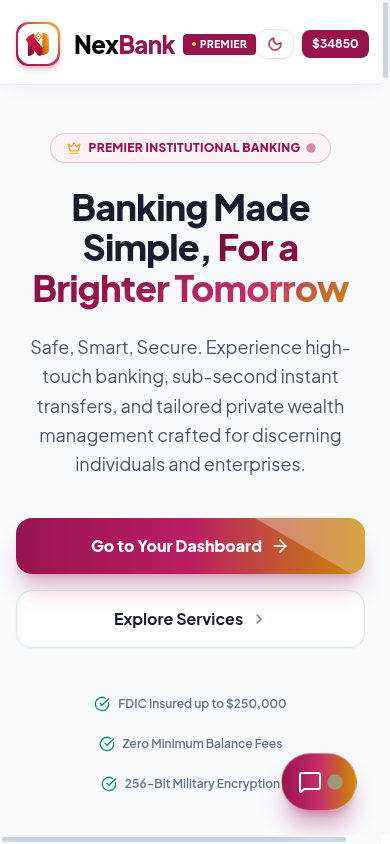 NexBank
PREMIER
$34850
PREMIER INSTITUTIONAL BANKING
Banking Made
Simple, For a
Brighter Tomorrow
Safe, Smart, Secure. Experience high-
touch banking, sub-second instant
transfers, and tailored private wealth
management crafted for discerning
individuals and enterprises.
Go to Your Dashboard
Explore Services
FDIC Insured up to $250,000
Zero Minimum Balance Fees
256-Bit Military Encryption